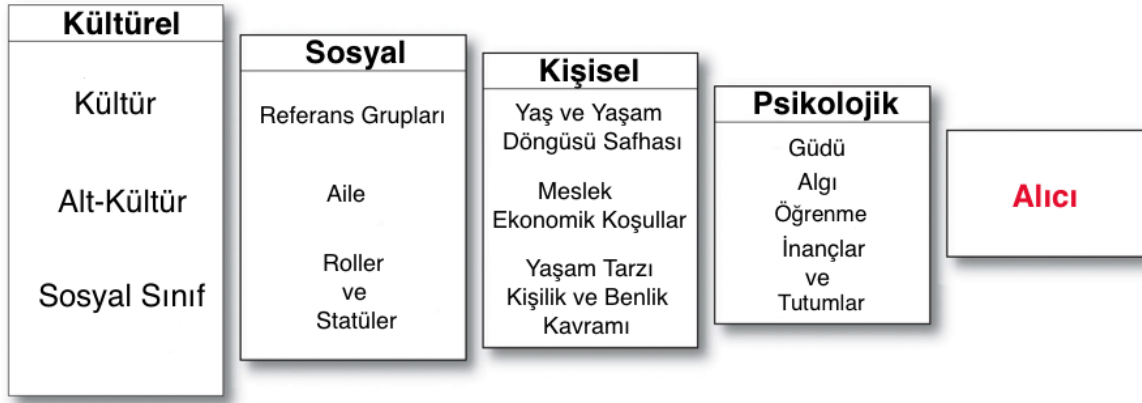 Kültürel
Kültür
Alt-Kültür
Sosyal Sınıf
Sosyal
Referans Grupları
Aile
Roller
ve
Statüler
Kişisel
Yaş ve Yaşam
Döngüsü Safhası
Meslek
Ekonomik Koşullar
Yaşam Tarzı
Kişilik ve Benlik
Kavramı
Psikolojik
Güdü
Algı
Öğrenme
İnançlar
ve
Tutumlar
Alıcı